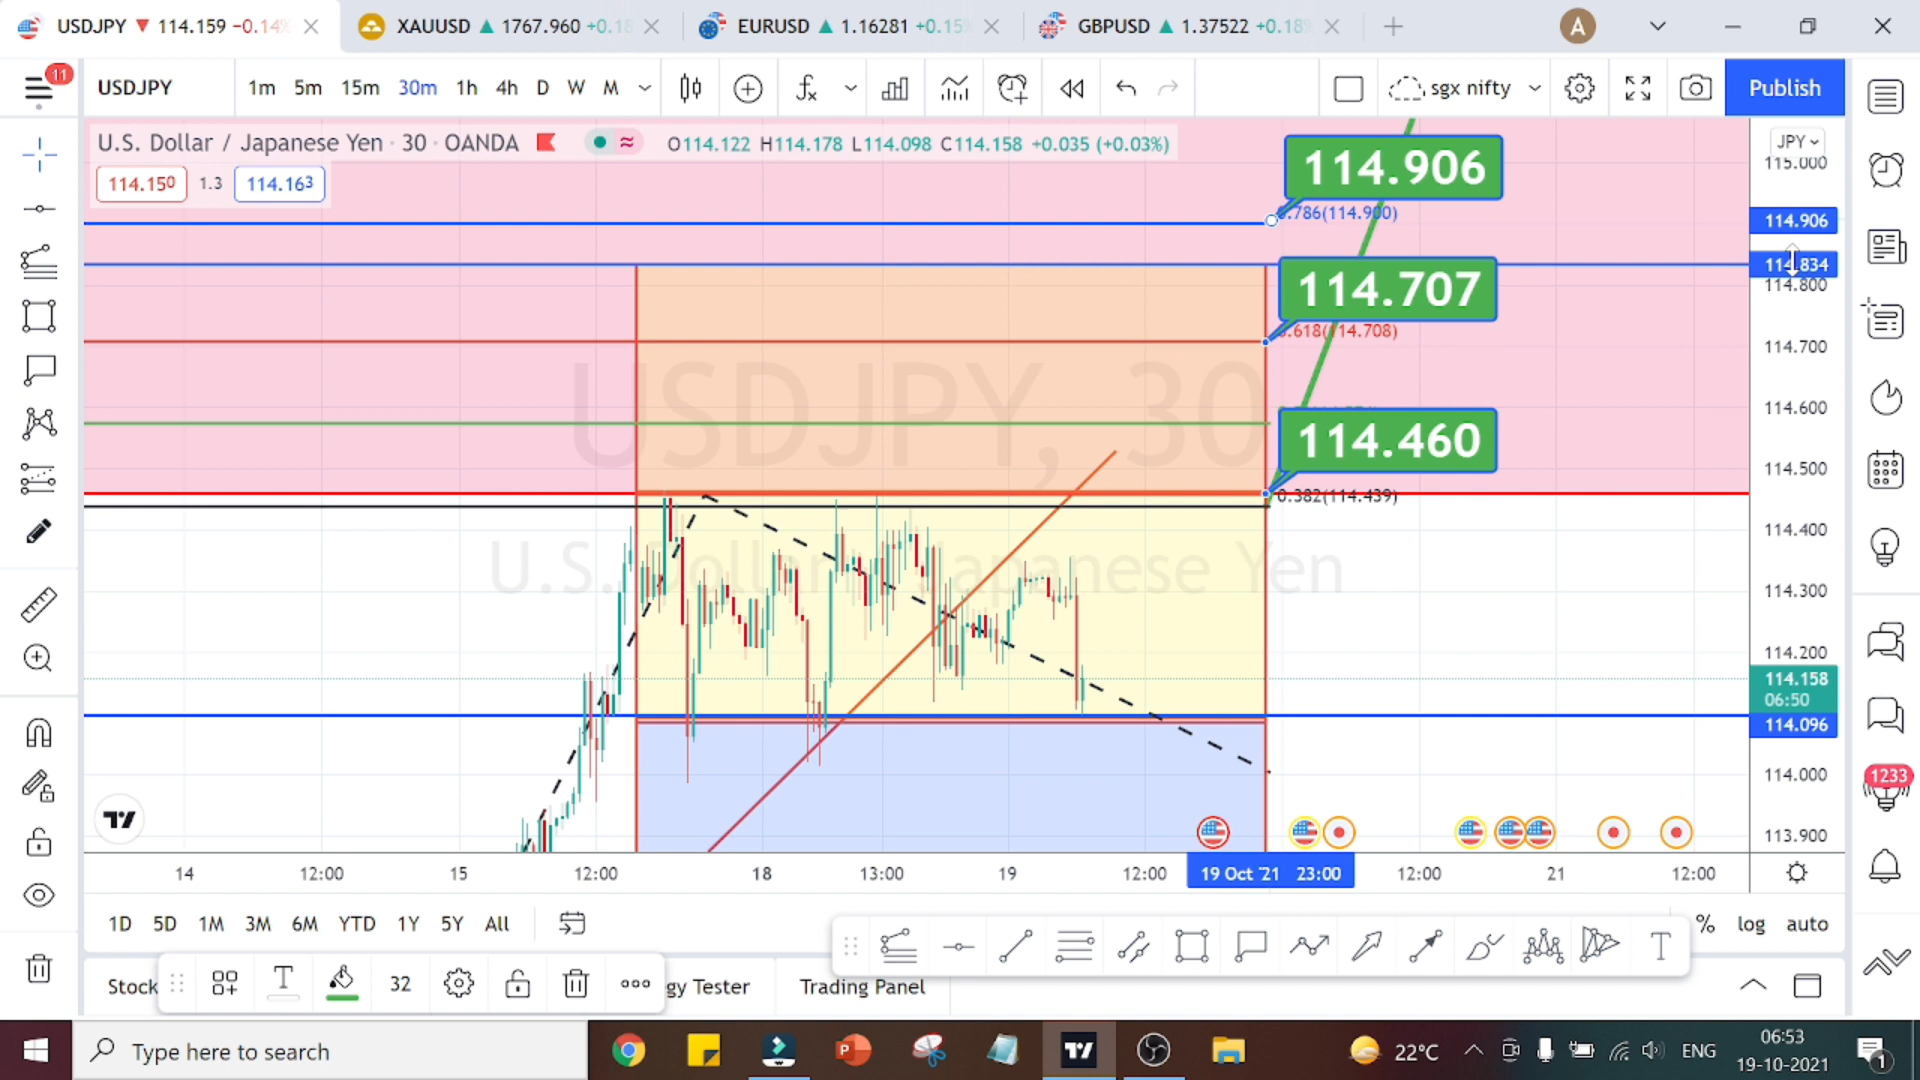 USDJPY ▼ 114.159 −0.14%
XAUUSD ▲ 1767.960 +0.18
EURUSD ▲ 1.16281 +0.15%
GBPUSD ▲ 1.37522 +0.18%
A
11
USDJPY
1m 5m 15m 30m 1h 4h D W M
sgx nifty
Publish
U.S. Dollar / Japanese Yen · 30 · OANDA
O114.122 H114.178 L114.098 C114.158 +0.035 (+0.03%)
114.150 1.3 114.163
JPY
115.000
114.906
0.786(114.900)
114.906
114.834
114.800
114.707
0.618(114.708)
114.700
114.600
114.460
0.382(114.439)
114.500
114.400
114.300
114.200
USDJPY, 30
U.S. Dollar / Japanese Yen
114.158
06:50
114.096
114.000
113.900
1233
14 12:00 15 12:00 18 13:00 19 12:00 19 Oct '21 23:00 12:00 21 12:00
1D 5D 1M 3M 6M YTD 1Y 5Y All
% log auto
Stock
T
32
gy Tester
Trading Panel
T
Type here to search
22°C
ENG
06:53
19-10-2021
1